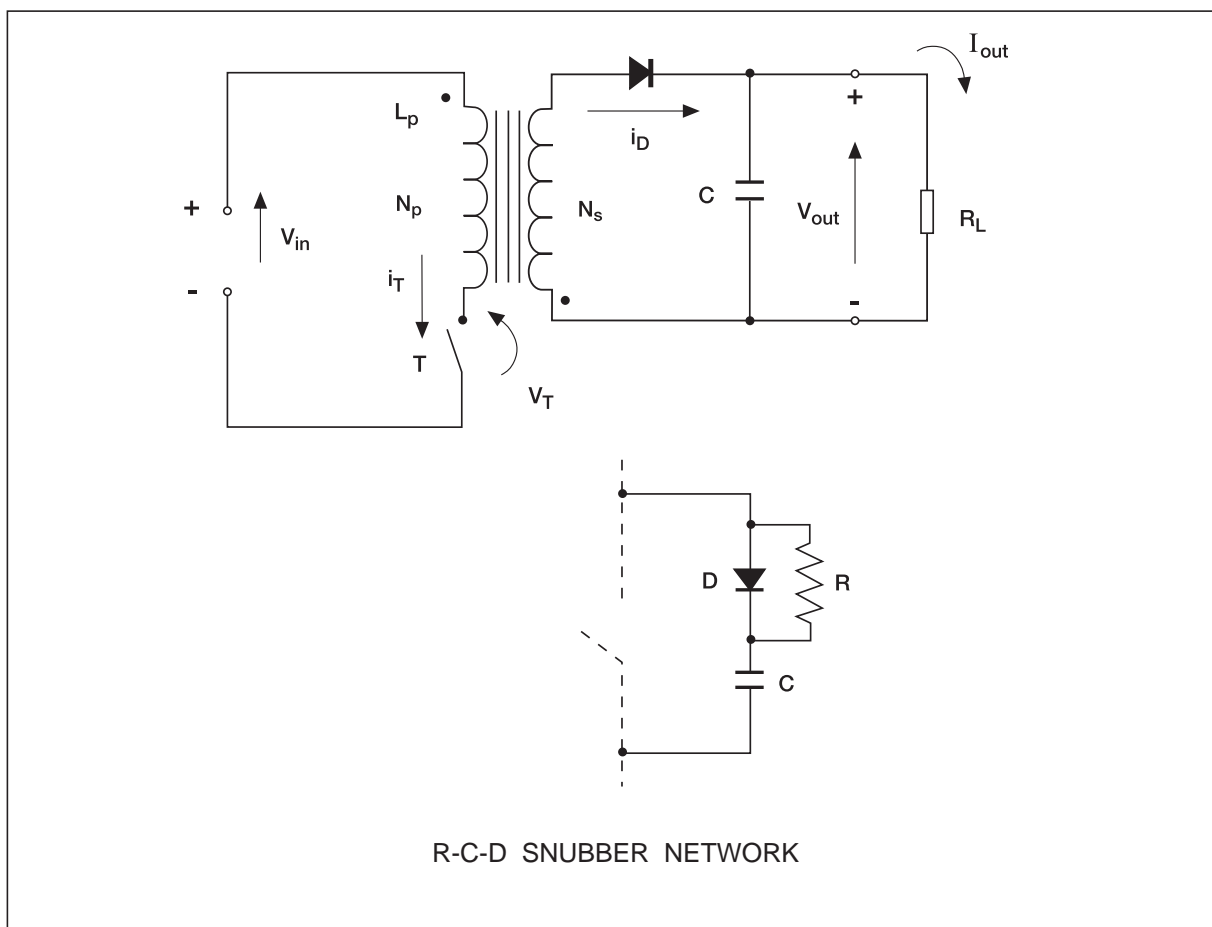 I_out
L_p
+
i_D
+
N_p
N_s
C
V_out
R_L
V_in
i_T
-
-
T
V_T
D
R
C
R-C-D SNUBBER NETWORK